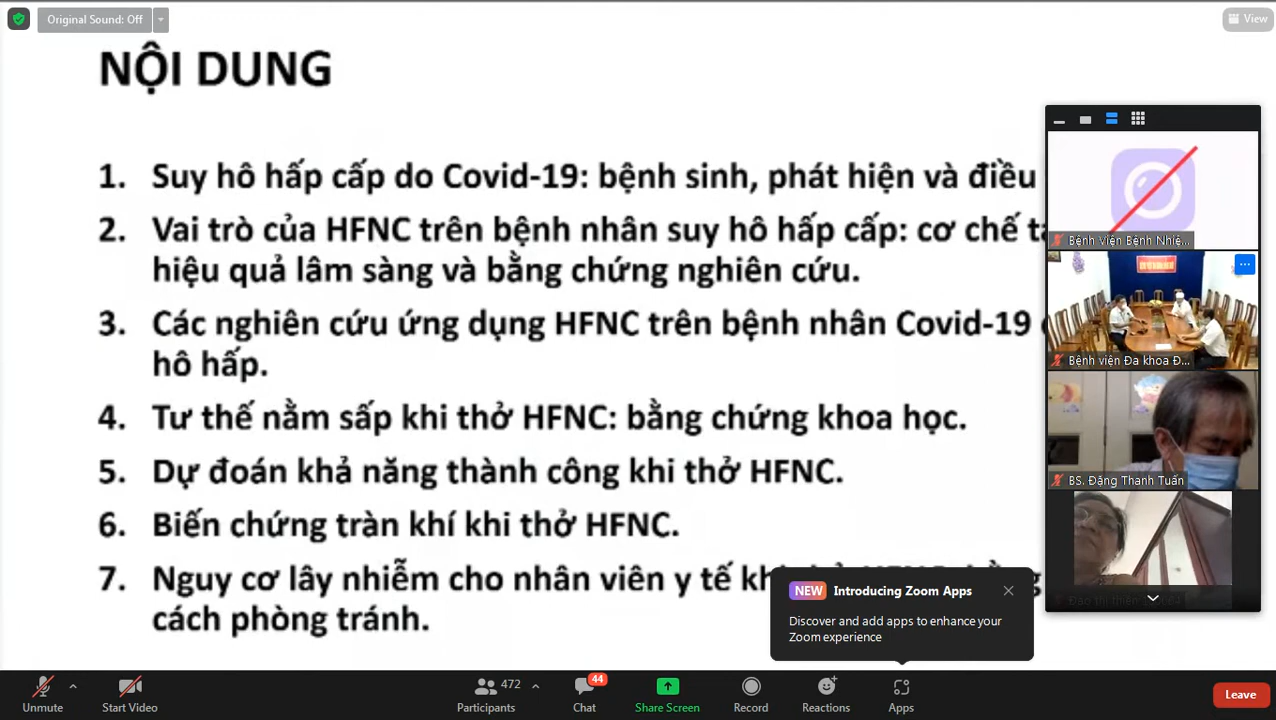 Original Sound: Off
View
NỘI DUNG
1. Suy hô hấp cấp do Covid-19: bệnh sinh, phát hiện và điều
2. Vai trò của HFNC trên bệnh nhân suy hô hấp cấp: cơ chế
hiệu quả lâm sàng và bằng chứng nghiên cứu.
3. Các nghiên cứu ứng dụng HFNC trên bệnh nhân Covid-19
hô hấp.
4. Tư thế nằm sấp khi thở HFNC: bằng chứng khoa học.
5. Dự đoán khả năng thành công khi thở HFNC.
6. Biến chứng tràn khí khi thở HFNC.
7. Nguy cơ lây nhiễm cho nhân viên y tế
cách phòng tránh.
Bệnh Viện Bệnh Nhiệ...
Bệnh viện Đa khoa Đ...
BS. Đặng Thanh Tuấn
NEW Introducing Zoom Apps
Discover and add apps to enhance your
Zoom experience
472
44
Unmute
Start Video
Participants
Chat
Share Screen
Record
Reactions
Apps
Leave